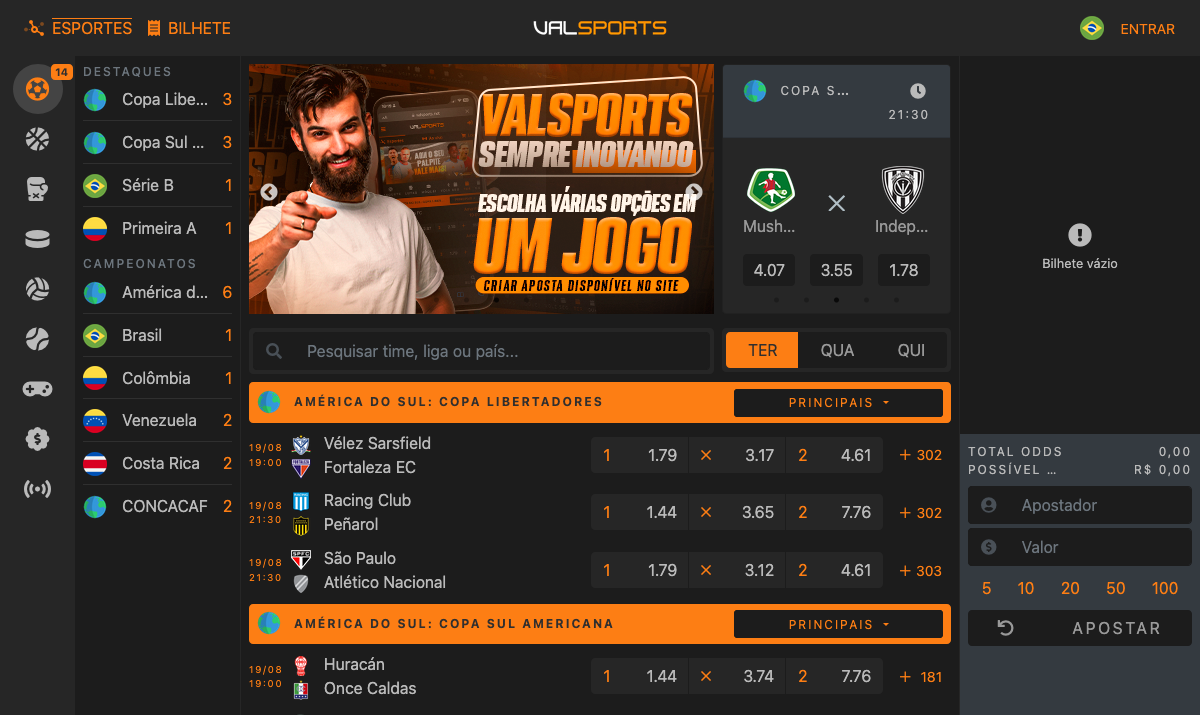 ESPORTES
BILHETE
VALSPORTS
ENTRAR
14
DESTAQUES
Copa Libe... 3
Copa Sul ... 3
Série B 1
Primeira A 1
CAMPEONATOS
América d... 6
Brasil 1
Colômbia 1
Venezuela 2
Costa Rica 2
CONCACAF 2
VALSPORTS
SEMPRE INOVANDO
ESCOLHA VÁRIAS OPÇÕES EM
UM JOGO
CRIAR APOSTA DISPONÍVEL NO SITE
COPA S...
21:30
Mush... Indep...
4.07 3.55 1.78
Pesquisar time, liga ou país...
TER QUA QUI
AMÉRICA DO SUL: COPA LIBERTADORES PRINCIPAIS
19/08 19:00
Vélez Sarsfield
Fortaleza EC
1 1.79 × 3.17 2 4.61 + 302
19/08 21:30
Racing Club
Peñarol
1 1.44 × 3.65 2 7.76 + 302
19/08 21:30
São Paulo
Atlético Nacional
1 1.79 × 3.12 2 4.61 + 303
AMÉRICA DO SUL: COPA SUL AMERICANA PRINCIPAIS
19/08 19:00
Huracán
Once Caldas
1 1.44 × 3.74 2 7.76 + 181
Bilhete vázio
TOTAL ODDS 0,00
POSSÍVEL ... R$ 0,00
Apostador
Valor
5 10 20 50 100
APOSTAR